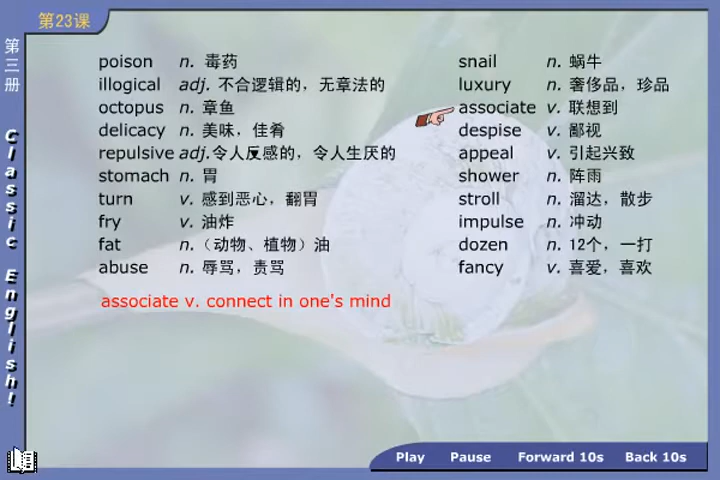 第23课
第三册
Classic English!
poison n. 毒药
illogical adj. 不合逻辑的，无章法的
octopus n. 章鱼
delicacy n. 美味，佳肴
repulsive adj.令人反感的，令人生厌的
stomach n. 胃
turn v. 感到恶心，翻胃
fry v. 油炸
fat n.（动物、植物）油
abuse n. 辱骂，责骂
snail n. 蜗牛
luxury n. 奢侈品，珍品
associate v. 联想到
despise v. 鄙视
appeal v. 引起兴致
shower n. 阵雨
stroll n. 溜达，散步
impulse n. 冲动
dozen n. 12个，一打
fancy v. 喜爱，喜欢
associate v. connect in one's mind
Play Pause Forward 10s Back 10s